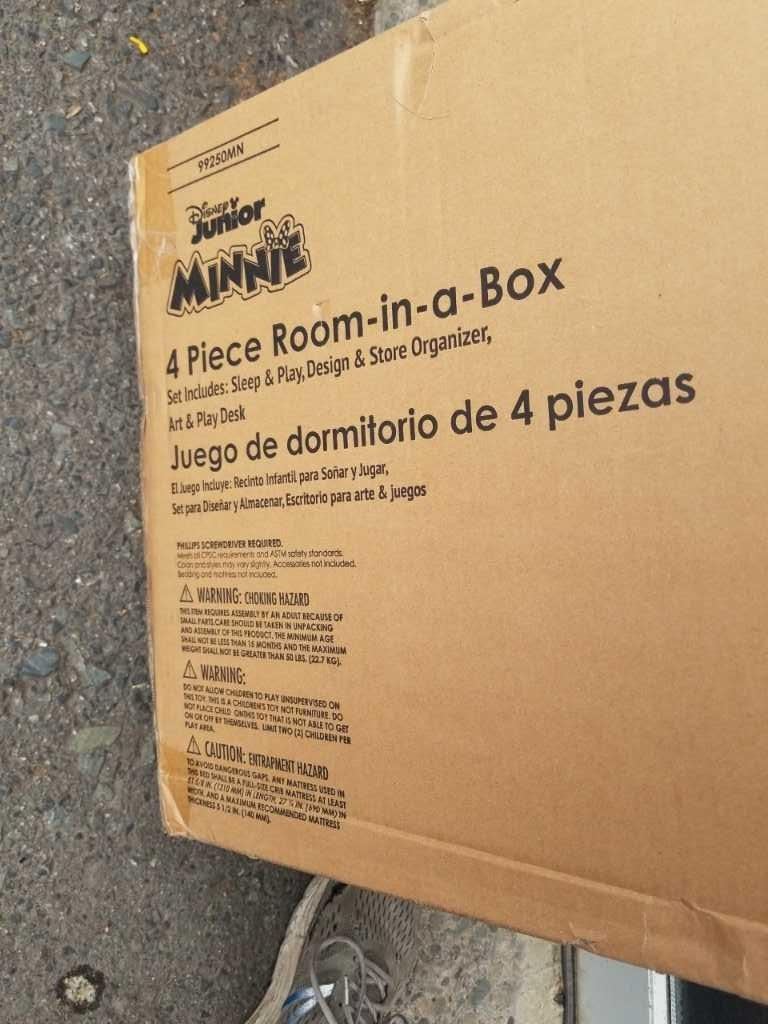 99250MN
Disney
Junior
MINNIE
4 Piece Room-in-a-Box
Set Includes: Sleep & Play, Design & Store Organizer,
Art & Play Desk
Juego de dormitorio de 4 piezas
El Juego Incluye: Recinto Infantil para Soñar y Jugar,
Set para Diseñar y Almacenar, Escritorio para arte & juegos
PHILLIPS SCREWDRIVER REQUIRED.
Meets all CPSC requirements and ASTM safety standards.
Colors and styles may vary slightly. Accessories not included.
Bedding and mattress not included.
WARNING: CHOKING HAZARD
THIS ITEM REQUIRES ASSEMBLY BY AN ADULT BECAUSE OF
SMALL PARTS. CARE SHOULD BE TAKEN IN UNPACKING
AND ASSEMBLY OF THIS PRODUCT. THE MINIMUM AGE
SHALL NOT BE LESS THAN 15 MONTHS AND THE MAXIMUM
WEIGHT SHALL NOT BE GREATER THAN 50 LBS. (22.7 KG).
WARNING:
DO NOT ALLOW CHILDREN TO PLAY UNSUPERVISED ON
THIS TOY. THIS IS A CHILDREN'S TOY NOT FURNITURE. DO
NOT PLACE CHILD ONTHIS TOY THAT IS NOT ABLE TO GET
ON OR OFF BY THEMSELVES. LIMIT TWO (2) CHILDREN PER
PLAY AREA.
CAUTION: ENTRAPMENT HAZARD
TO AVOID DANGEROUS GAPS, ANY MATTRESS USED IN
THIS BED SHALL BE A FULL-SIZE CRIB MATTRESS AT LEAST
51 5/8 IN. (1310 MM) IN LENGTH, 27 ¼ IN. (690 MM) IN
WIDTH, AND A MAXIMUM RECOMMENDED MATTRESS
THICKNESS 5 1/2 IN. (140 MM).